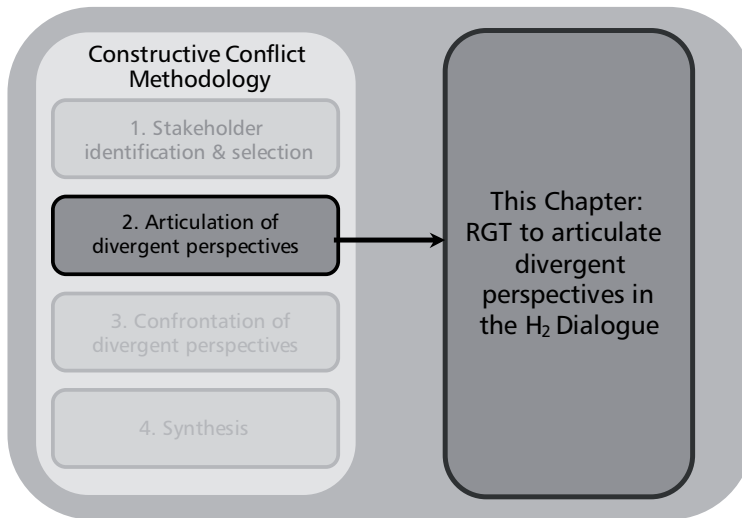 Constructive Conflict
Methodology
1. Stakeholder
identification & selection
2. Articulation of
divergent perspectives
3. Confrontation of
divergent perspectives
4. Synthesis
This Chapter:
RGT to articulate
divergent
perspectives in
the H₂ Dialogue